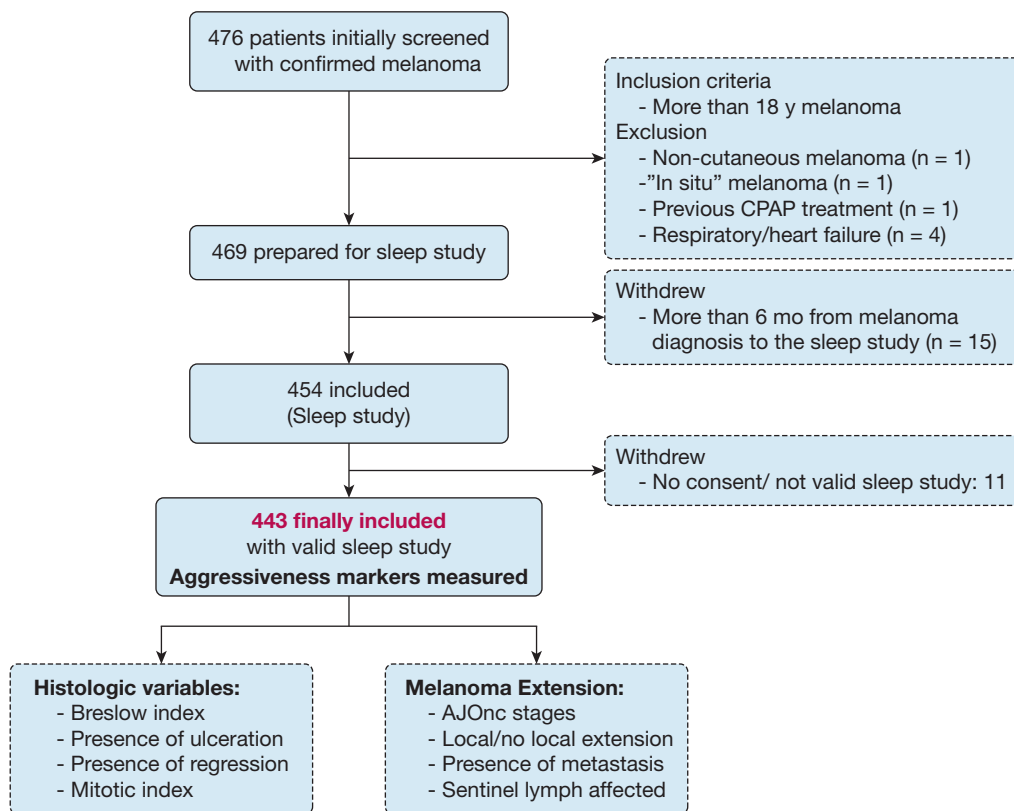 476 patients initially screened
with confirmed melanoma
Inclusion criteria
- More than 18 y melanoma
Exclusion
- Non-cutaneous melanoma (n = 1)
-”In situ” melanoma (n = 1)
- Previous CPAP treatment (n = 1)
- Respiratory/heart failure (n = 4)
469 prepared for sleep study
Withdrew
- More than 6 mo from melanoma
diagnosis to the sleep study (n = 15)
454 included
(Sleep study)
Withdrew
- No consent/ not valid sleep study: 11
443 finally included
with valid sleep study
Aggressiveness markers measured
Histologic variables:
- Breslow index
- Presence of ulceration
- Presence of regression
- Mitotic index
Melanoma Extension:
- AJOnc stages
- Local/no local extension
- Presence of metastasis
- Sentinel lymph affected